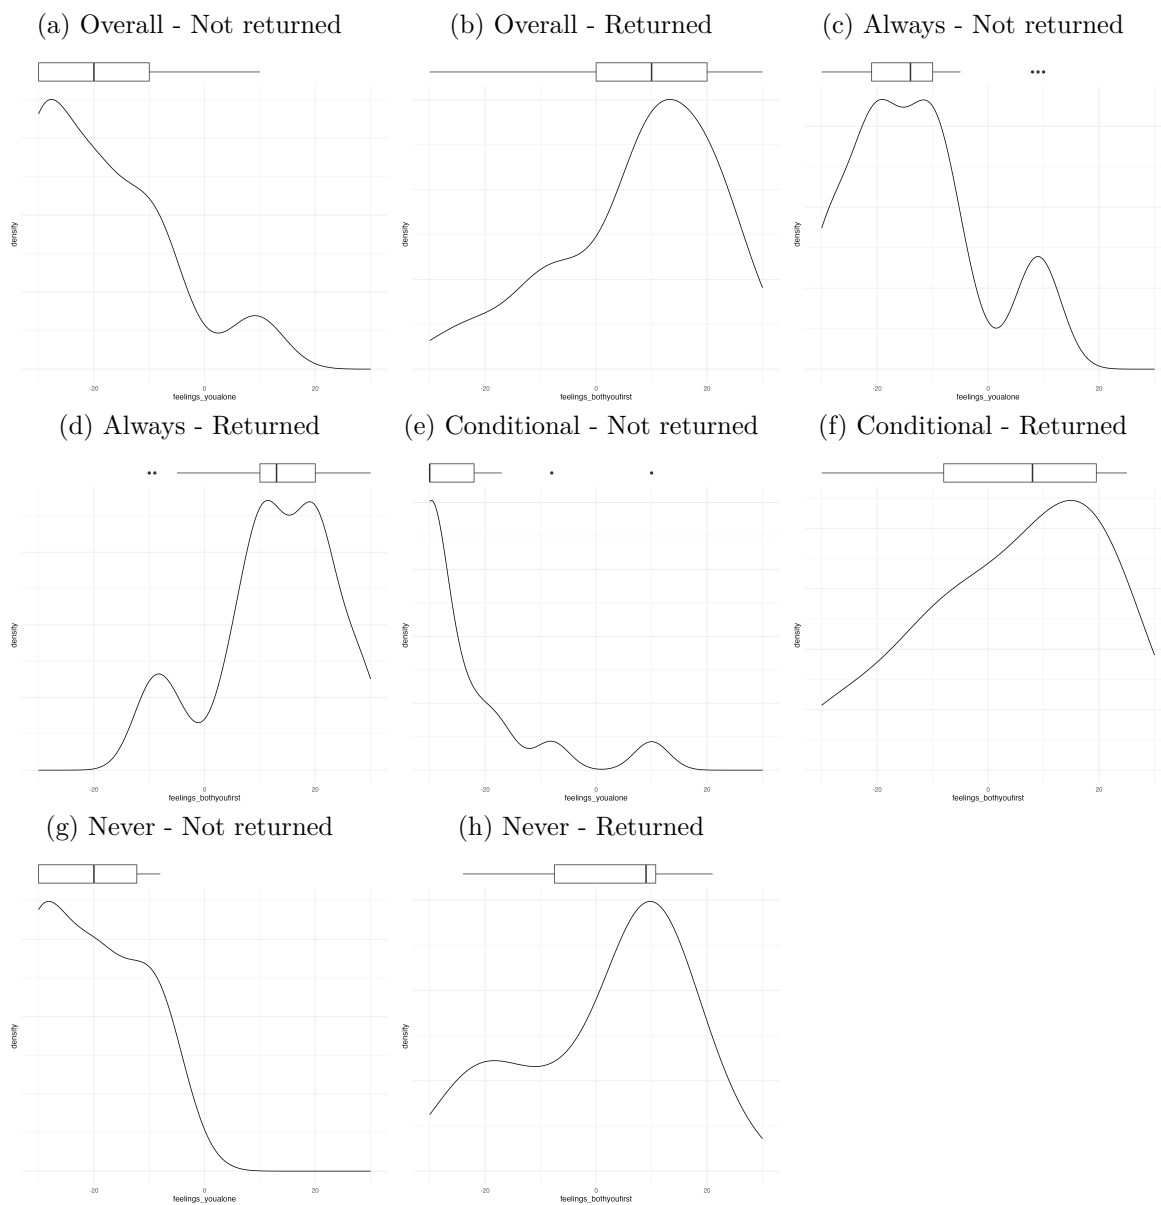 (a) Overall - Not returned
(b) Overall - Returned
(c) Always - Not returned
density
-20 0 20
feelings_youalone
density
-20 0 20
feelings_bothyoufirst
density
-20 0 20
feelings_youalone
(d) Always - Returned
(e) Conditional - Not returned
(f) Conditional - Returned
density
-20 0 20
feelings_bothyoufirst
density
-20 0 20
feelings_youalone
density
-20 0 20
feelings_bothyoufirst
(g) Never - Not returned
(h) Never - Returned
density
-20 0 20
feelings_youalone
density
-20 0 20
feelings_bothyoufirst